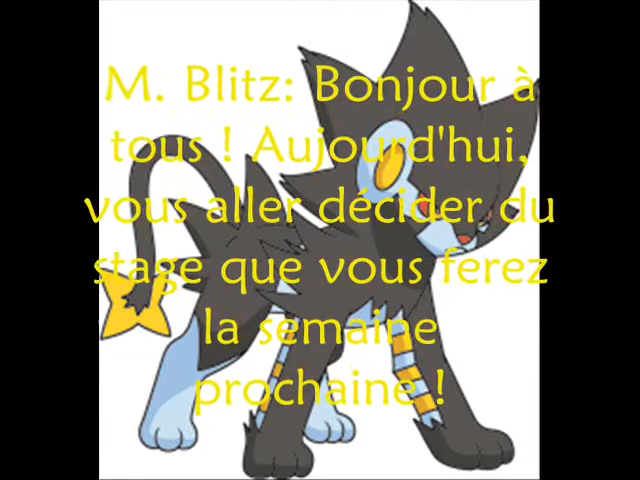 M. Blitz: Bonjour à
tous ! Aujourd'hui,
vous aller décider du
stage que vous ferez
la semaine
prochaine !